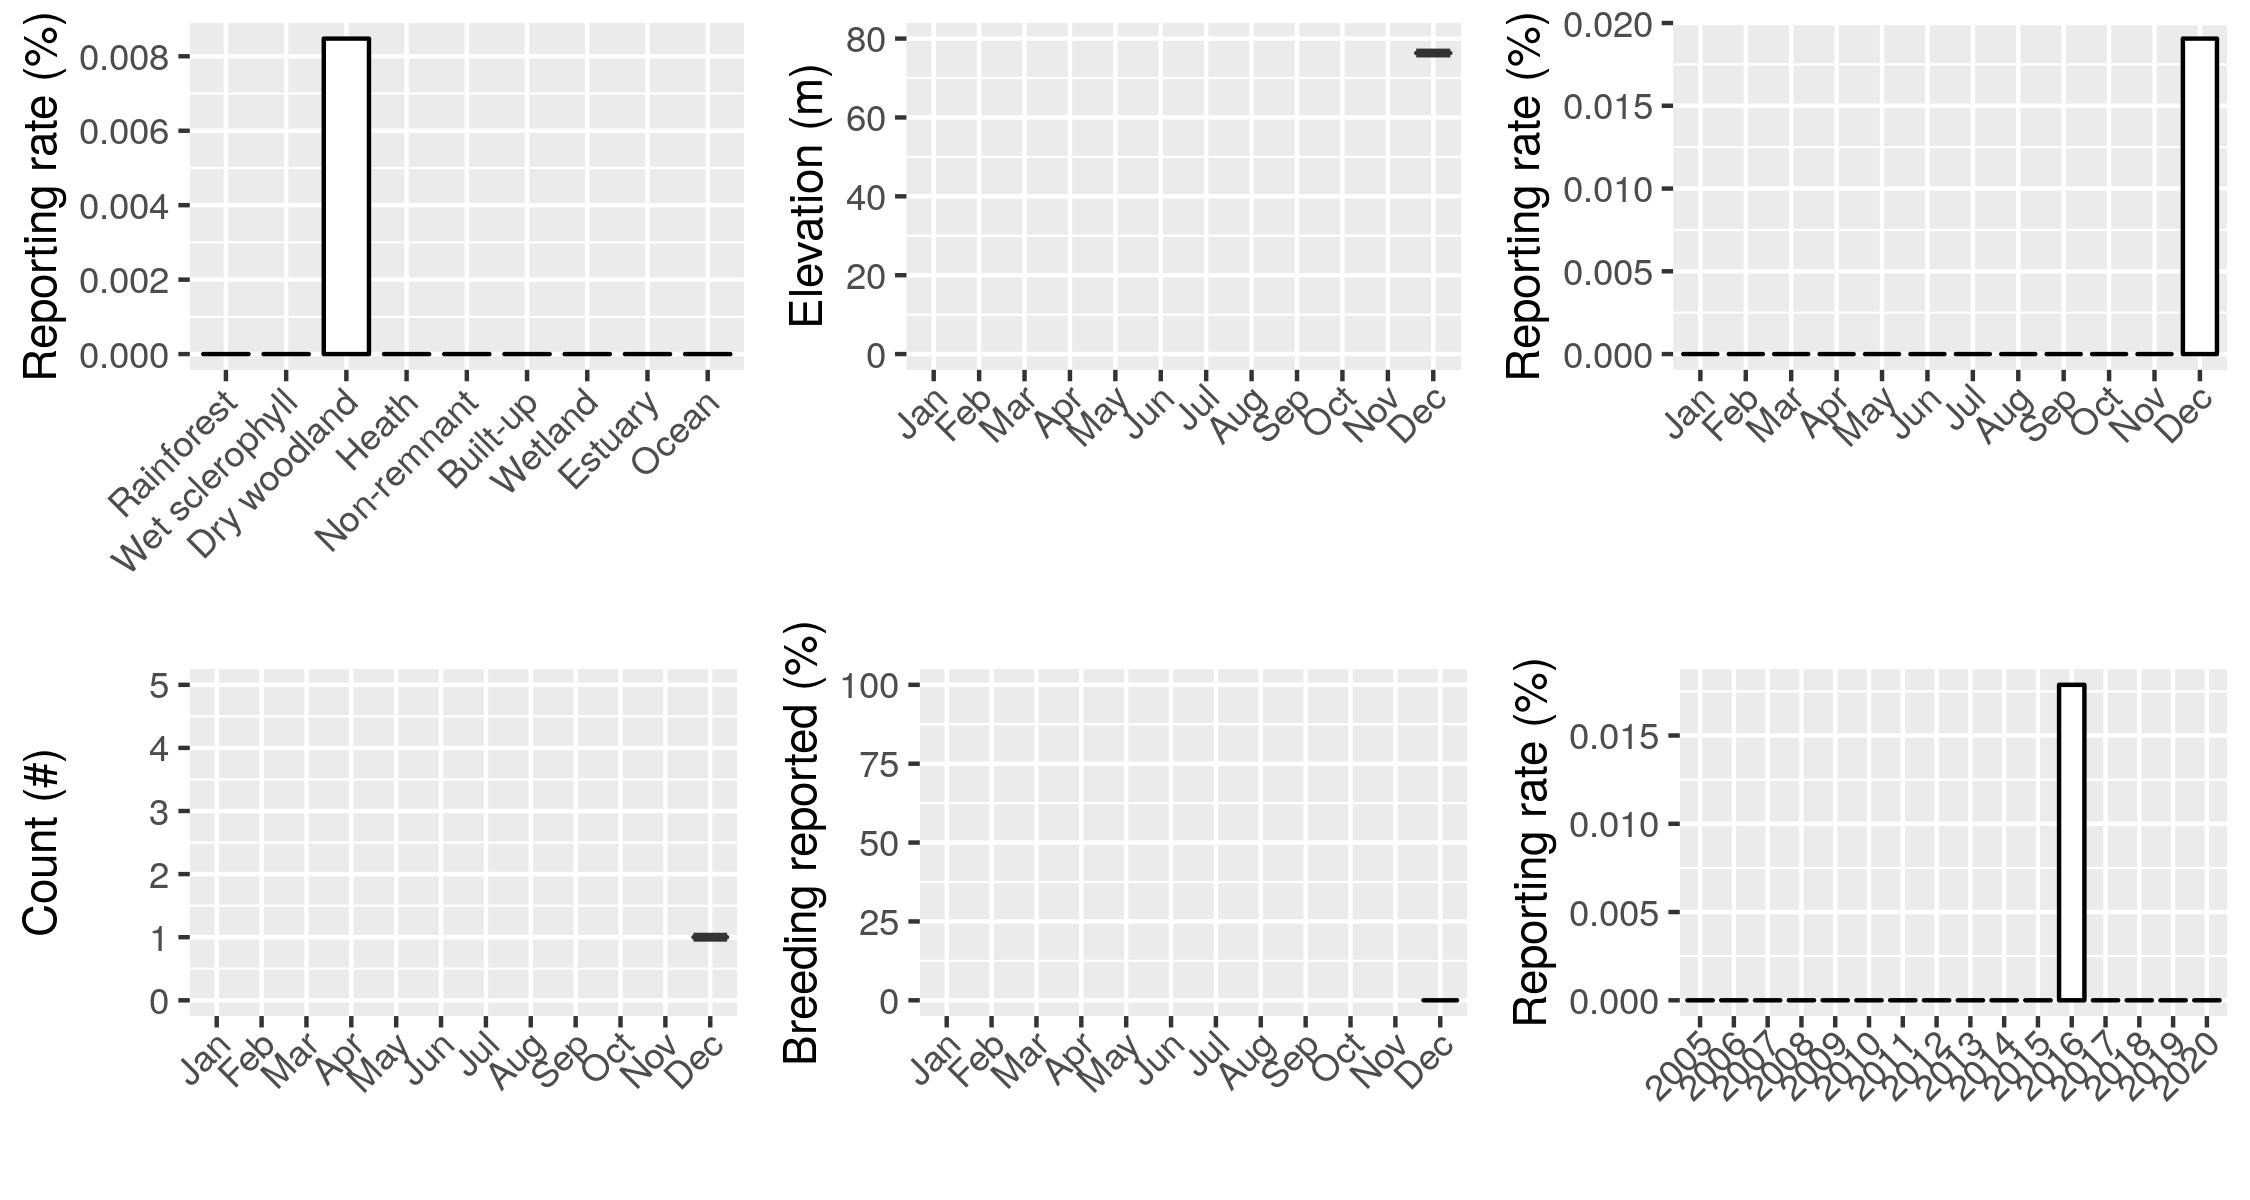 Reporting rate (%)
0.008
0.006
0.004
0.002
0.000
Rainforest
Wet sclerophyll
Dry woodland
Heath
Non-remnant
Built-up
Wetland
Estuary
Ocean
Elevation (m)
80
60
40
20
0
Jan
Feb
Mar
Apr
May
Jun
Jul
Aug
Sep
Oct
Nov
Dec
Reporting rate (%)
0.020
0.015
0.010
0.005
0.000
Jan
Feb
Mar
Apr
May
Jun
Jul
Aug
Sep
Oct
Nov
Dec
Count (#)
5
4
3
2
1
0
Jan
Feb
Mar
Apr
May
Jun
Jul
Aug
Sep
Oct
Nov
Dec
Breeding reported (%)
100
75
50
25
0
Jan
Feb
Mar
Apr
May
Jun
Jul
Aug
Sep
Oct
Nov
Dec
Reporting rate (%)
0.015
0.010
0.005
0.000
2005
2006
2007
2008
2009
2010
2011
2012
2013
2014
2015
2016
2017
2018
2019
2020